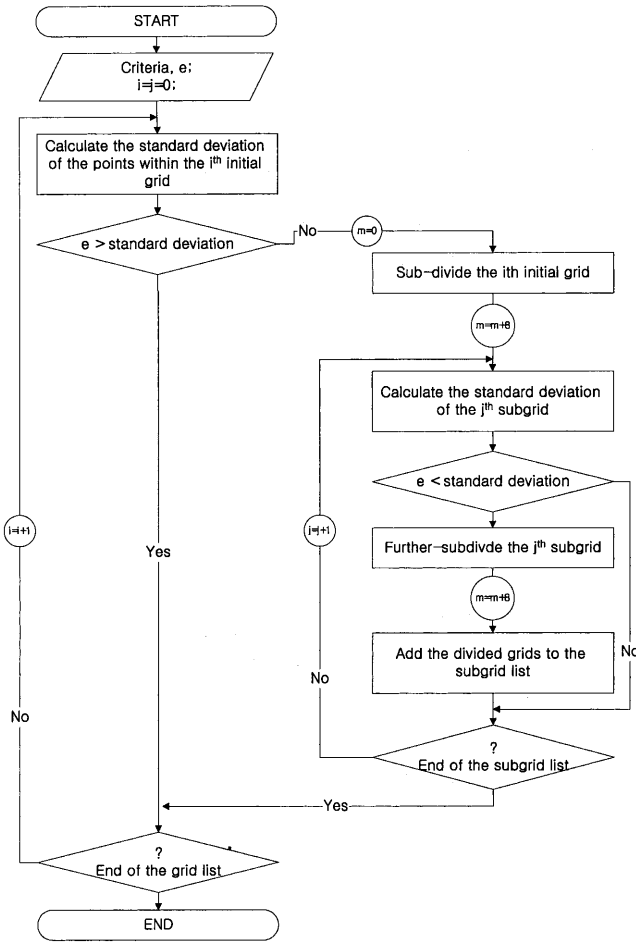 START
Criteria, e;
i=j=0;
Calculate the standard deviation
of the points within the iᵗʰ initial
grid
e > standard deviation
No
m=0
Sub-divide the ith initial grid
m=m+8
Calculate the standard deviation
of the jᵗʰ subgrid
e < standard deviation
i=i+1
j=j+1
Yes
Further-subdivde the jᵗʰ subgrid
m=m+8
Add the divided grids to the
subgrid list
No
No
No
?
End of the subgrid list
Yes
?
End of the grid list
END